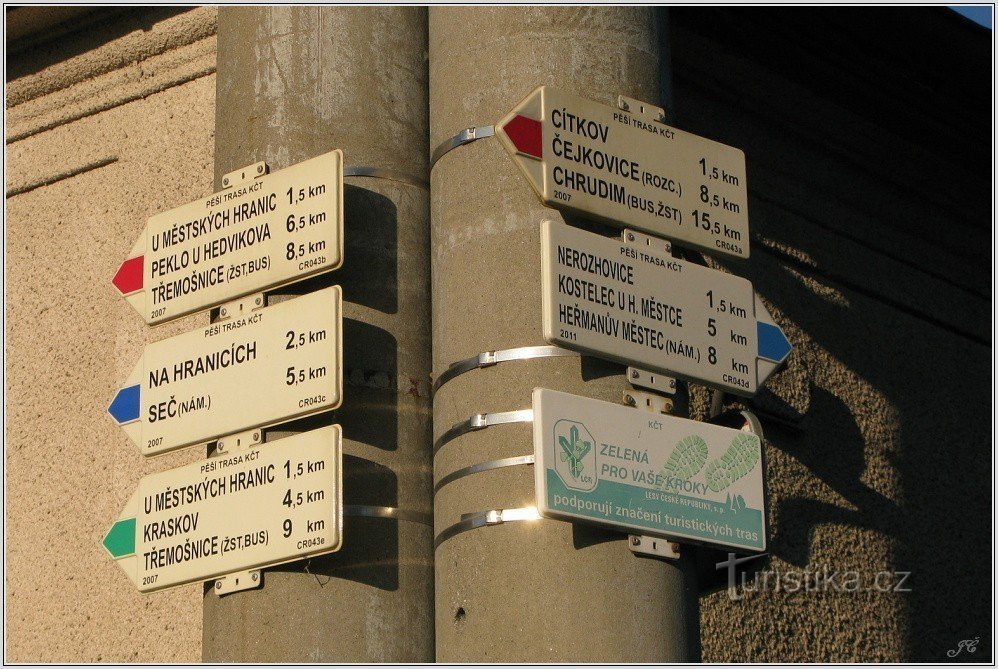 PĚŠÍ TRASA KČT
U MĚSTSKÝCH HRANIC 1,5 km
PEKLO U HEDVIKOVA 6,5 km
TŘEMOŠNICE (ŽST,BUS) 8,5 km
2007 CR043b
PĚŠÍ TRASA KČT
NA HRANICÍCH 2,5 km
SEČ (NÁM.) 5,5 km
2007 CR043c
PĚŠÍ TRASA KČT
U MĚSTSKÝCH HRANIC 1,5 km
KRASKOV 4,5 km
TŘEMOŠNICE (ŽST,BUS) 9 km
2007 CR043e
PĚŠÍ TRASA KČT
CÍTKOV 1,5 km
ČEJKOVICE (ROZC.) 8,5 km
CHRUDIM (BUS,ŽST) 15,5 km
2007 CR043a
PĚŠÍ TRASA KČT
NEROZHOVICE 1,5 km
KOSTELEC U H. MĚSTCE 5 km
HEŘMANŮV MĚSTEC (NÁM.) 8 km
2011 CR043d
KČT
LČR
ZELENÁ
PRO VAŠE KROKY
LESY ČESKÉ REPUBLIKY, s. p.
podporují značení turistických tras
Turistika.cz
JČ